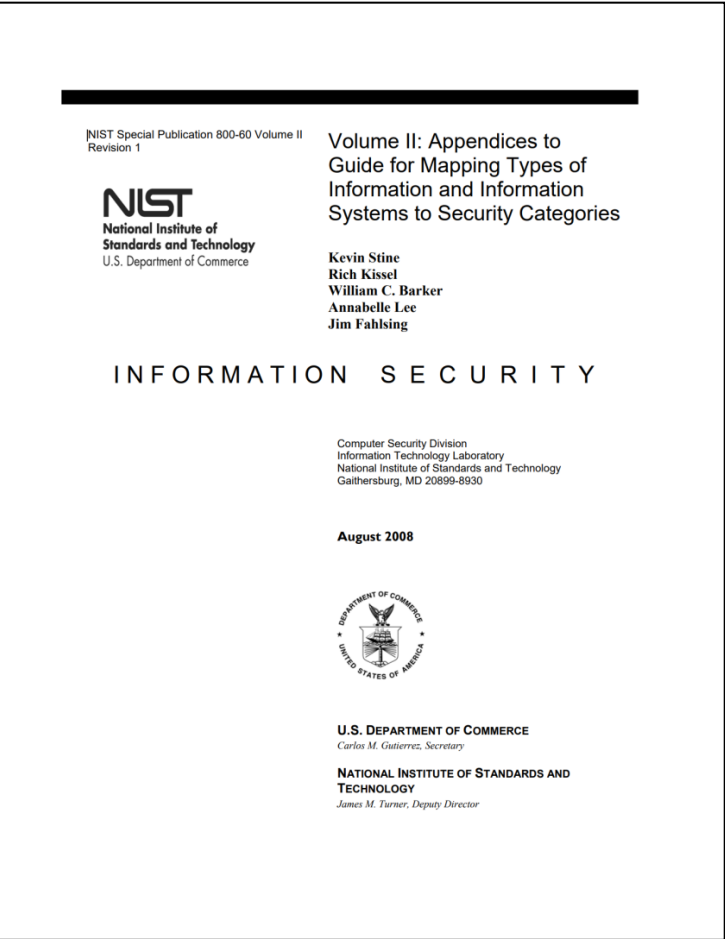 NIST Special Publication 800-60 Volume II
Revision 1
NIST
National Institute of
Standards and Technology
U.S. Department of Commerce
Volume II: Appendices to
Guide for Mapping Types of
Information and Information
Systems to Security Categories
Kevin Stine
Rich Kissel
William C. Barker
Annabelle Lee
Jim Fahlsing
INFORMATION SECURITY
Computer Security Division
Information Technology Laboratory
National Institute of Standards and Technology
Gaithersburg, MD 20899-8930
August 2008
DEPARTMENT OF COMMERCE
UNITED STATES OF AMERICA
U.S. DEPARTMENT OF COMMERCE
Carlos M. Gutierrez, Secretary
NATIONAL INSTITUTE OF STANDARDS AND
TECHNOLOGY
James M. Turner, Deputy Director